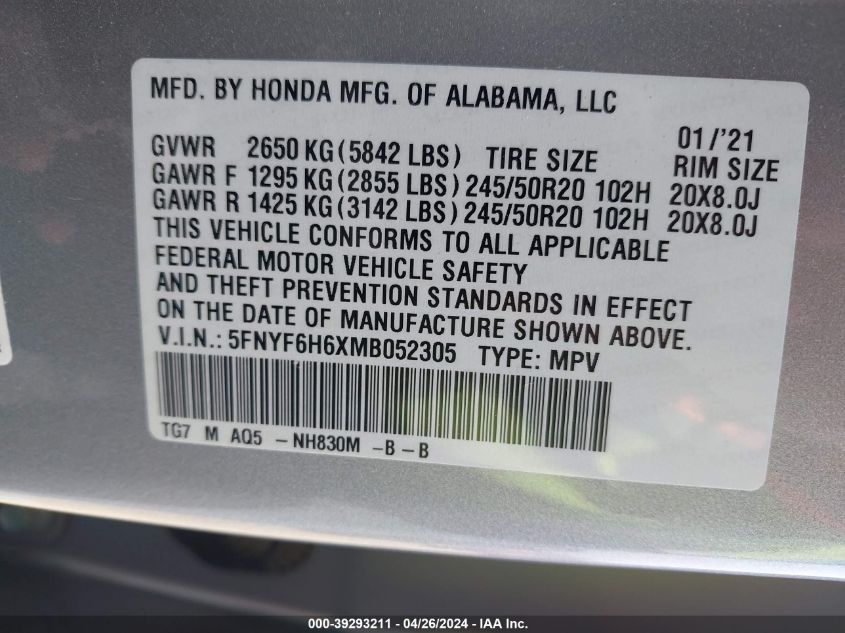 MFD. BY HONDA MFG. OF ALABAMA, LLC
01/'21
GVWR 2650 KG (5842 LBS) TIRE SIZE RIM SIZE
GAWR F 1295 KG (2855 LBS) 245/50R20 102H 20X8.0J
GAWR R 1425 KG (3142 LBS) 245/50R20 102H 20X8.0J
THIS VEHICLE CONFORMS TO ALL APPLICABLE
FEDERAL MOTOR VEHICLE SAFETY
AND THEFT PREVENTION STANDARDS IN EFFECT
ON THE DATE OF MANUFACTURE SHOWN ABOVE.
V.I.N.: 5FNYF6H6XMB052305 TYPE: MPV
TG7 M AQ5 -NH830M -B-B
000-39293211 - 04/26/2024 - IAA Inc.